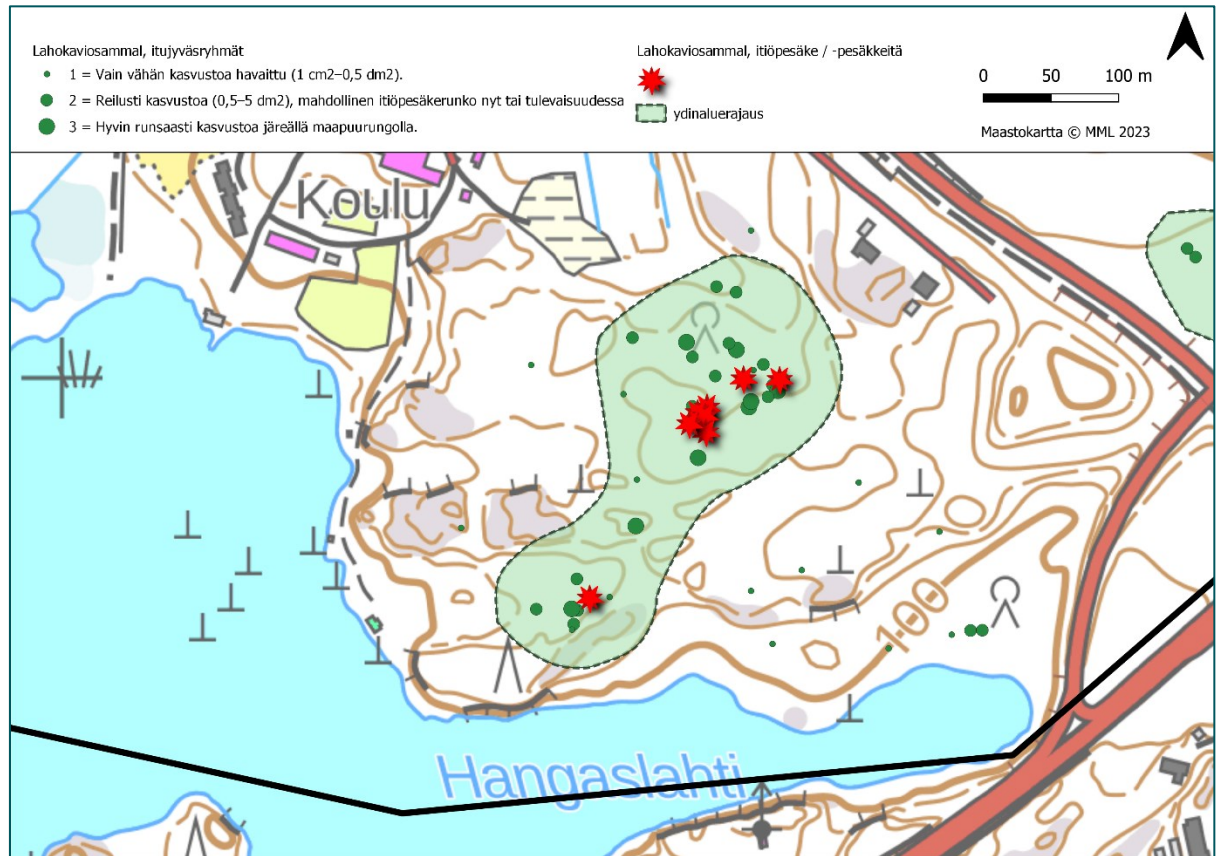 Lahokaviosammal, itujyväsryhmät
1 = Vain vähän kasvustoa havaittu (1 cm2–0,5 dm2).
2 = Reilusti kasvustoa (0,5–5 dm2), mahdollinen itiöpesäkerunko nyt tai tulevaisuudessa
3 = Hyvin runsaasti kasvustoa järeällä maapuurungolla.
Lahokaviosammal, itiöpesäke / -pesäkkeitä
ydinaluerajaus
0 50 100 m
Maastokartta © MML 2023
Koulu
100
Hangaslahti